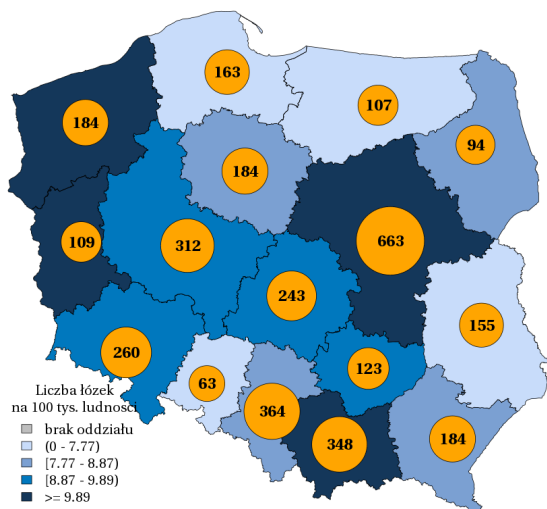 163
107
184
94
184
109
312
663
243
155
260
123
63
364
348
184
Liczba łózek
na 100 tys. ludności
brak oddziału
(0 - 7.77)
[7.77 - 8.87)
[8.87 - 9.89)
>= 9.89